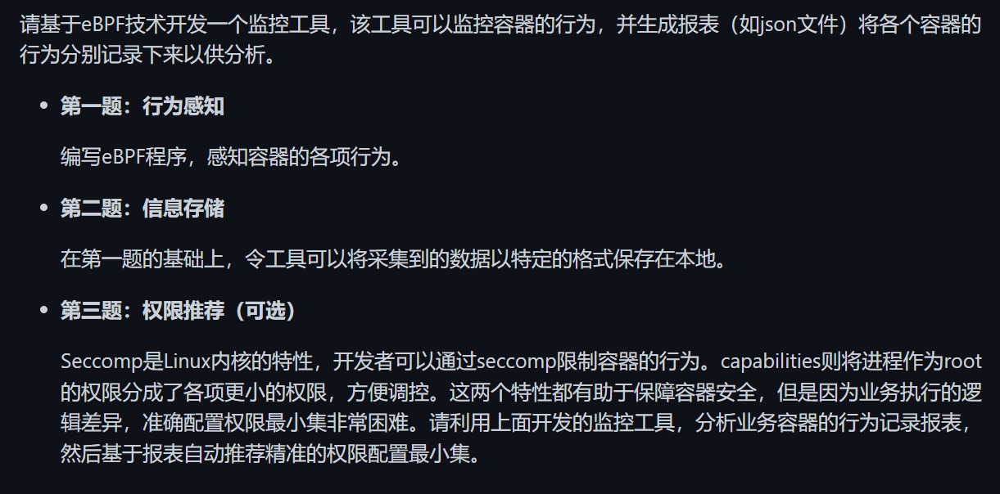 请基于eBPF技术开发一个监控工具，该工具可以监控容器的行为，并生成报表（如json文件）将各个容器的
行为分别记录下来以供分析。
第一题：行为感知
编写eBPF程序，感知容器的各项行为。
第二题：信息存储
在第一题的基础上，令工具可以将采集到的数据以特定的格式保存在本地。
第三题：权限推荐（可选）
Seccomp是Linux内核的特性，开发者可以通过seccomp限制容器的行为。capabilities则将进程作为root
的权限分成了各项更小的权限，方便调控。这两个特性都有助于保障容器安全，但是因为业务执行的逻
辑差异，准确配置权限最小集非常困难。请利用上面开发的监控工具，分析业务容器的行为记录报表，
然后基于报表自动推荐精准的权限配置最小集。